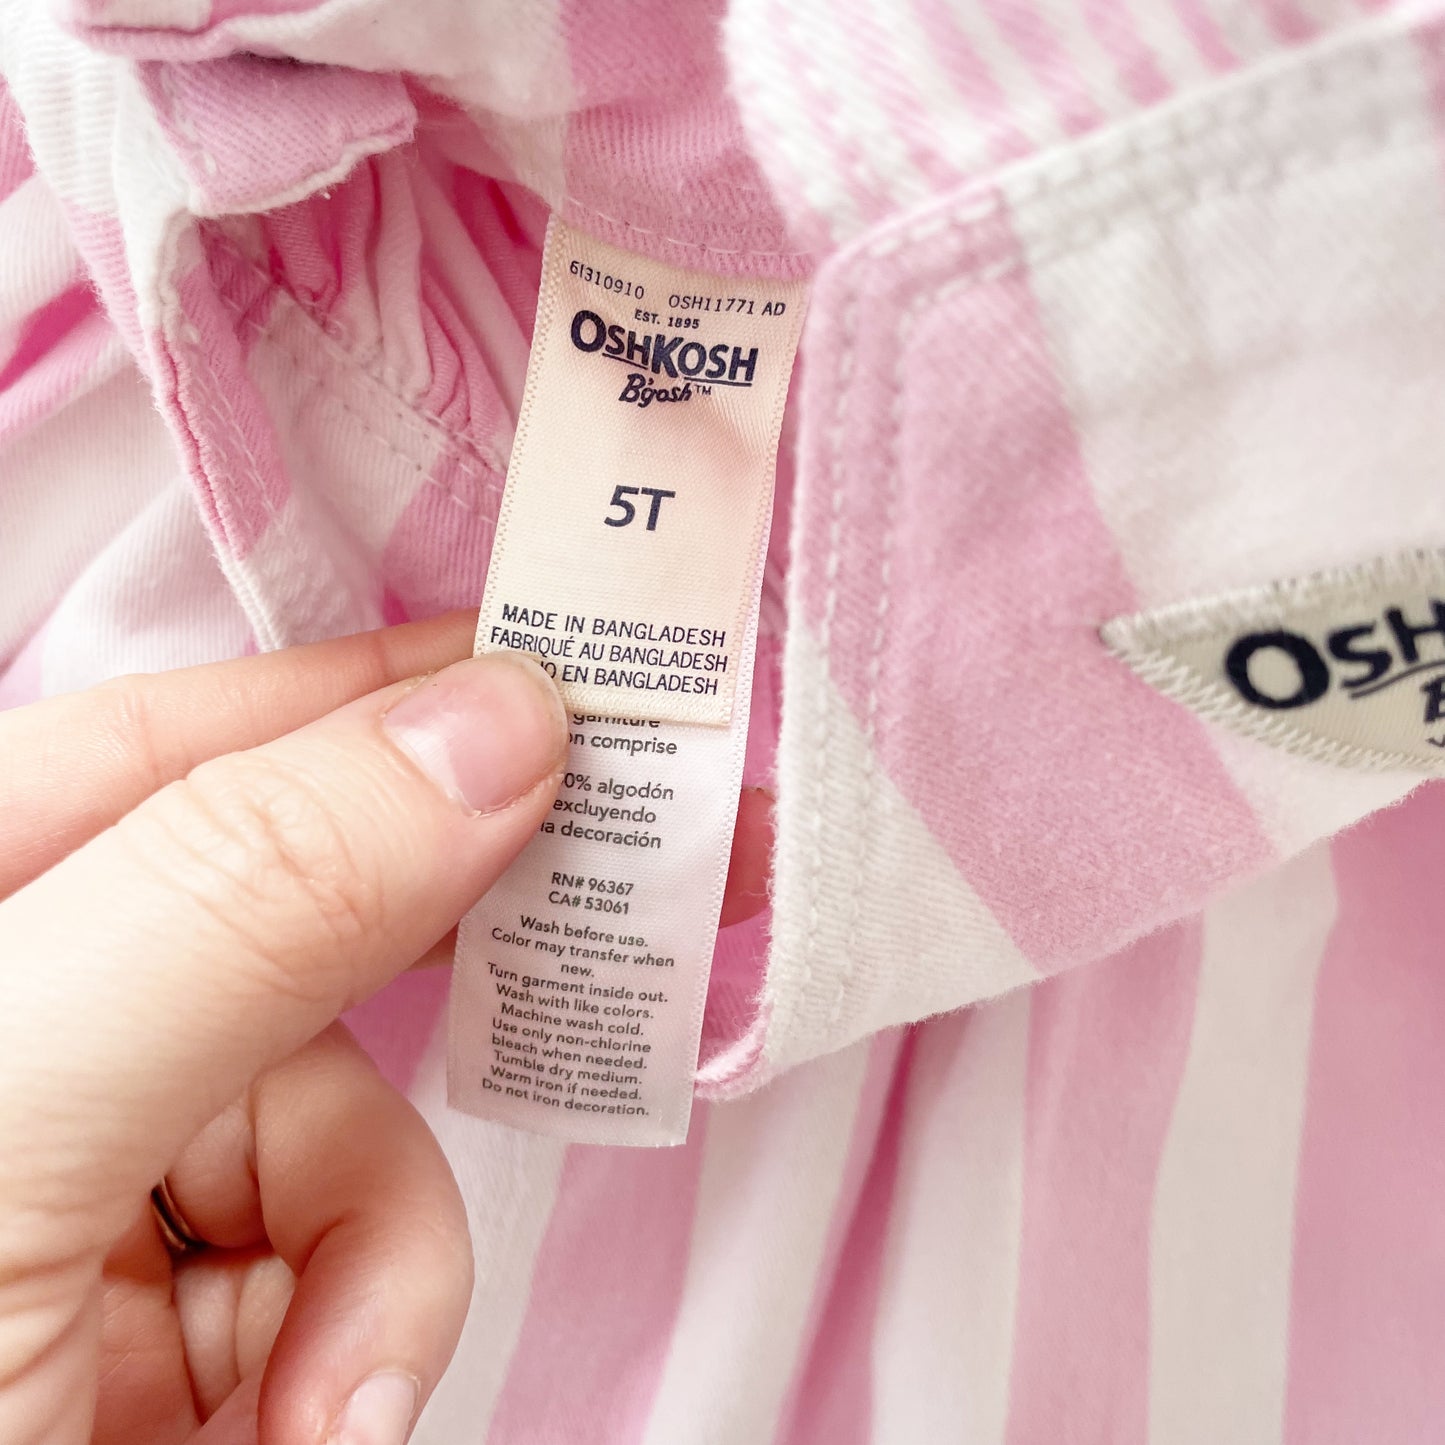 61310910 OSH11771 AD
EST. 1895
OSHKOSH
B'gosh™
5T
MADE IN BANGLADESH
FABRIQUÉ AU BANGLADESH
EN BANGLADESH
garniture
comprise
algodón
excluyendo
la decoración
RN# 96367
CA# 53061
Wash before use.
Color may transfer when
new.
Turn garment inside out.
Wash with like colors.
Machine wash cold.
Use only non-chlorine
bleach when needed.
Tumble dry medium.
Warm iron if needed.
Do not iron decoration.
OSH